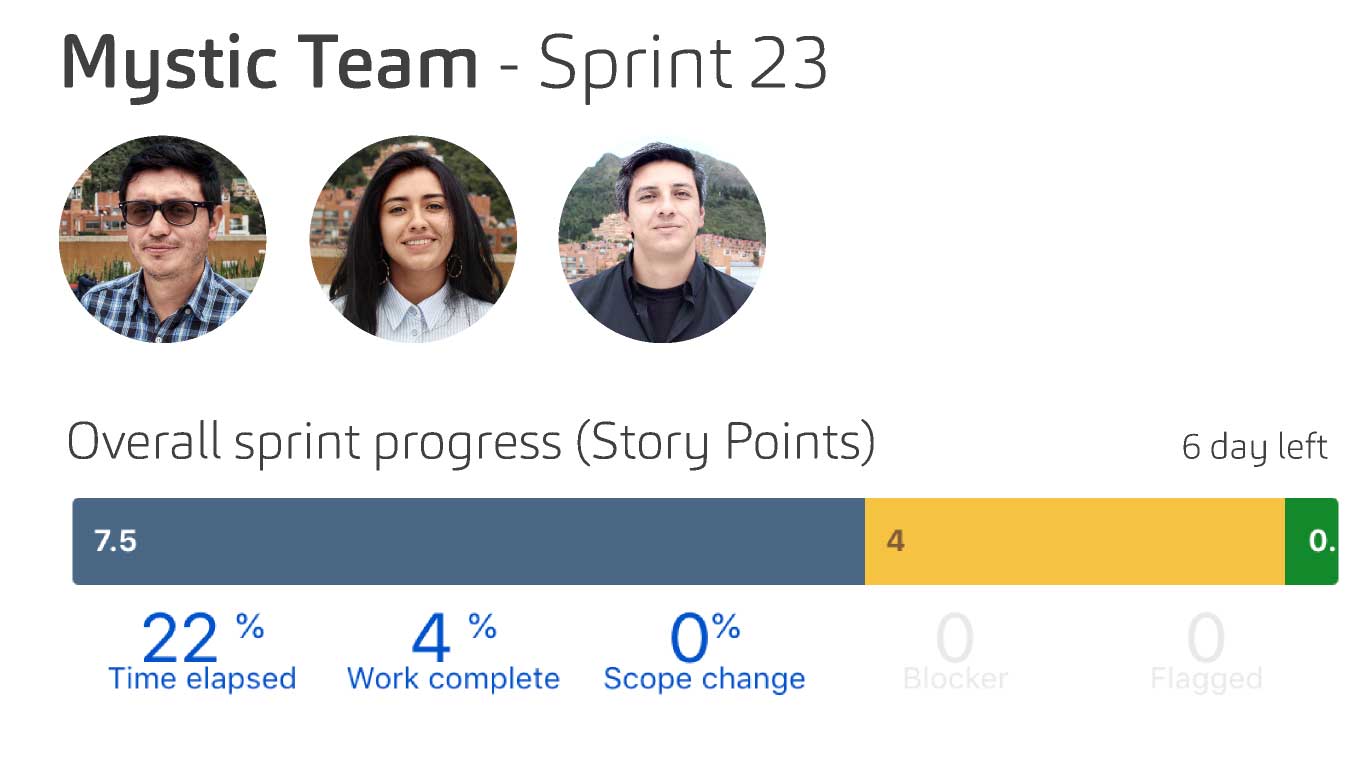 Mystic Team - Sprint 23
Overall sprint progress (Story Points)
6 day left
7.5
4
0.
22 %
4 %
0%
0
0
Time elapsed
Work complete
Scope change
Blocker
Flagged